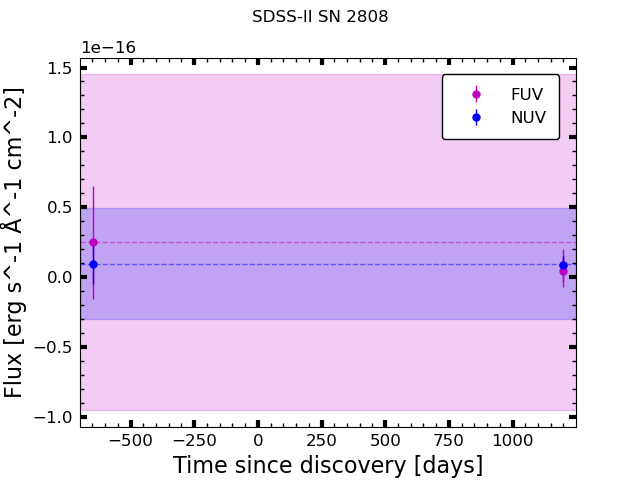 SDSS-II SN 2808
1e−16
FUV
NUV
1.5
1.0
0.5
0.0
−0.5
−1.0
Flux [erg s^-1 Å^-1 cm^-2]
−500 −250 0 250 500 750 1000
Time since discovery [days]